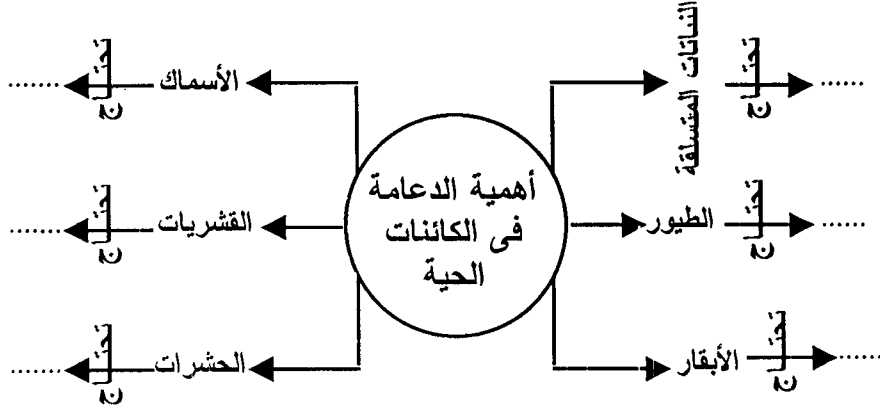 النباتات المتسلقة تحتاج ......
الأسماك تحتاج ......
أهمية الدعامة
فى الكائنات
الحية
الطيور تحتاج ......
القشريات تحتاج ......
الأبقار تحتاج ......
الحشرات تحتاج ......